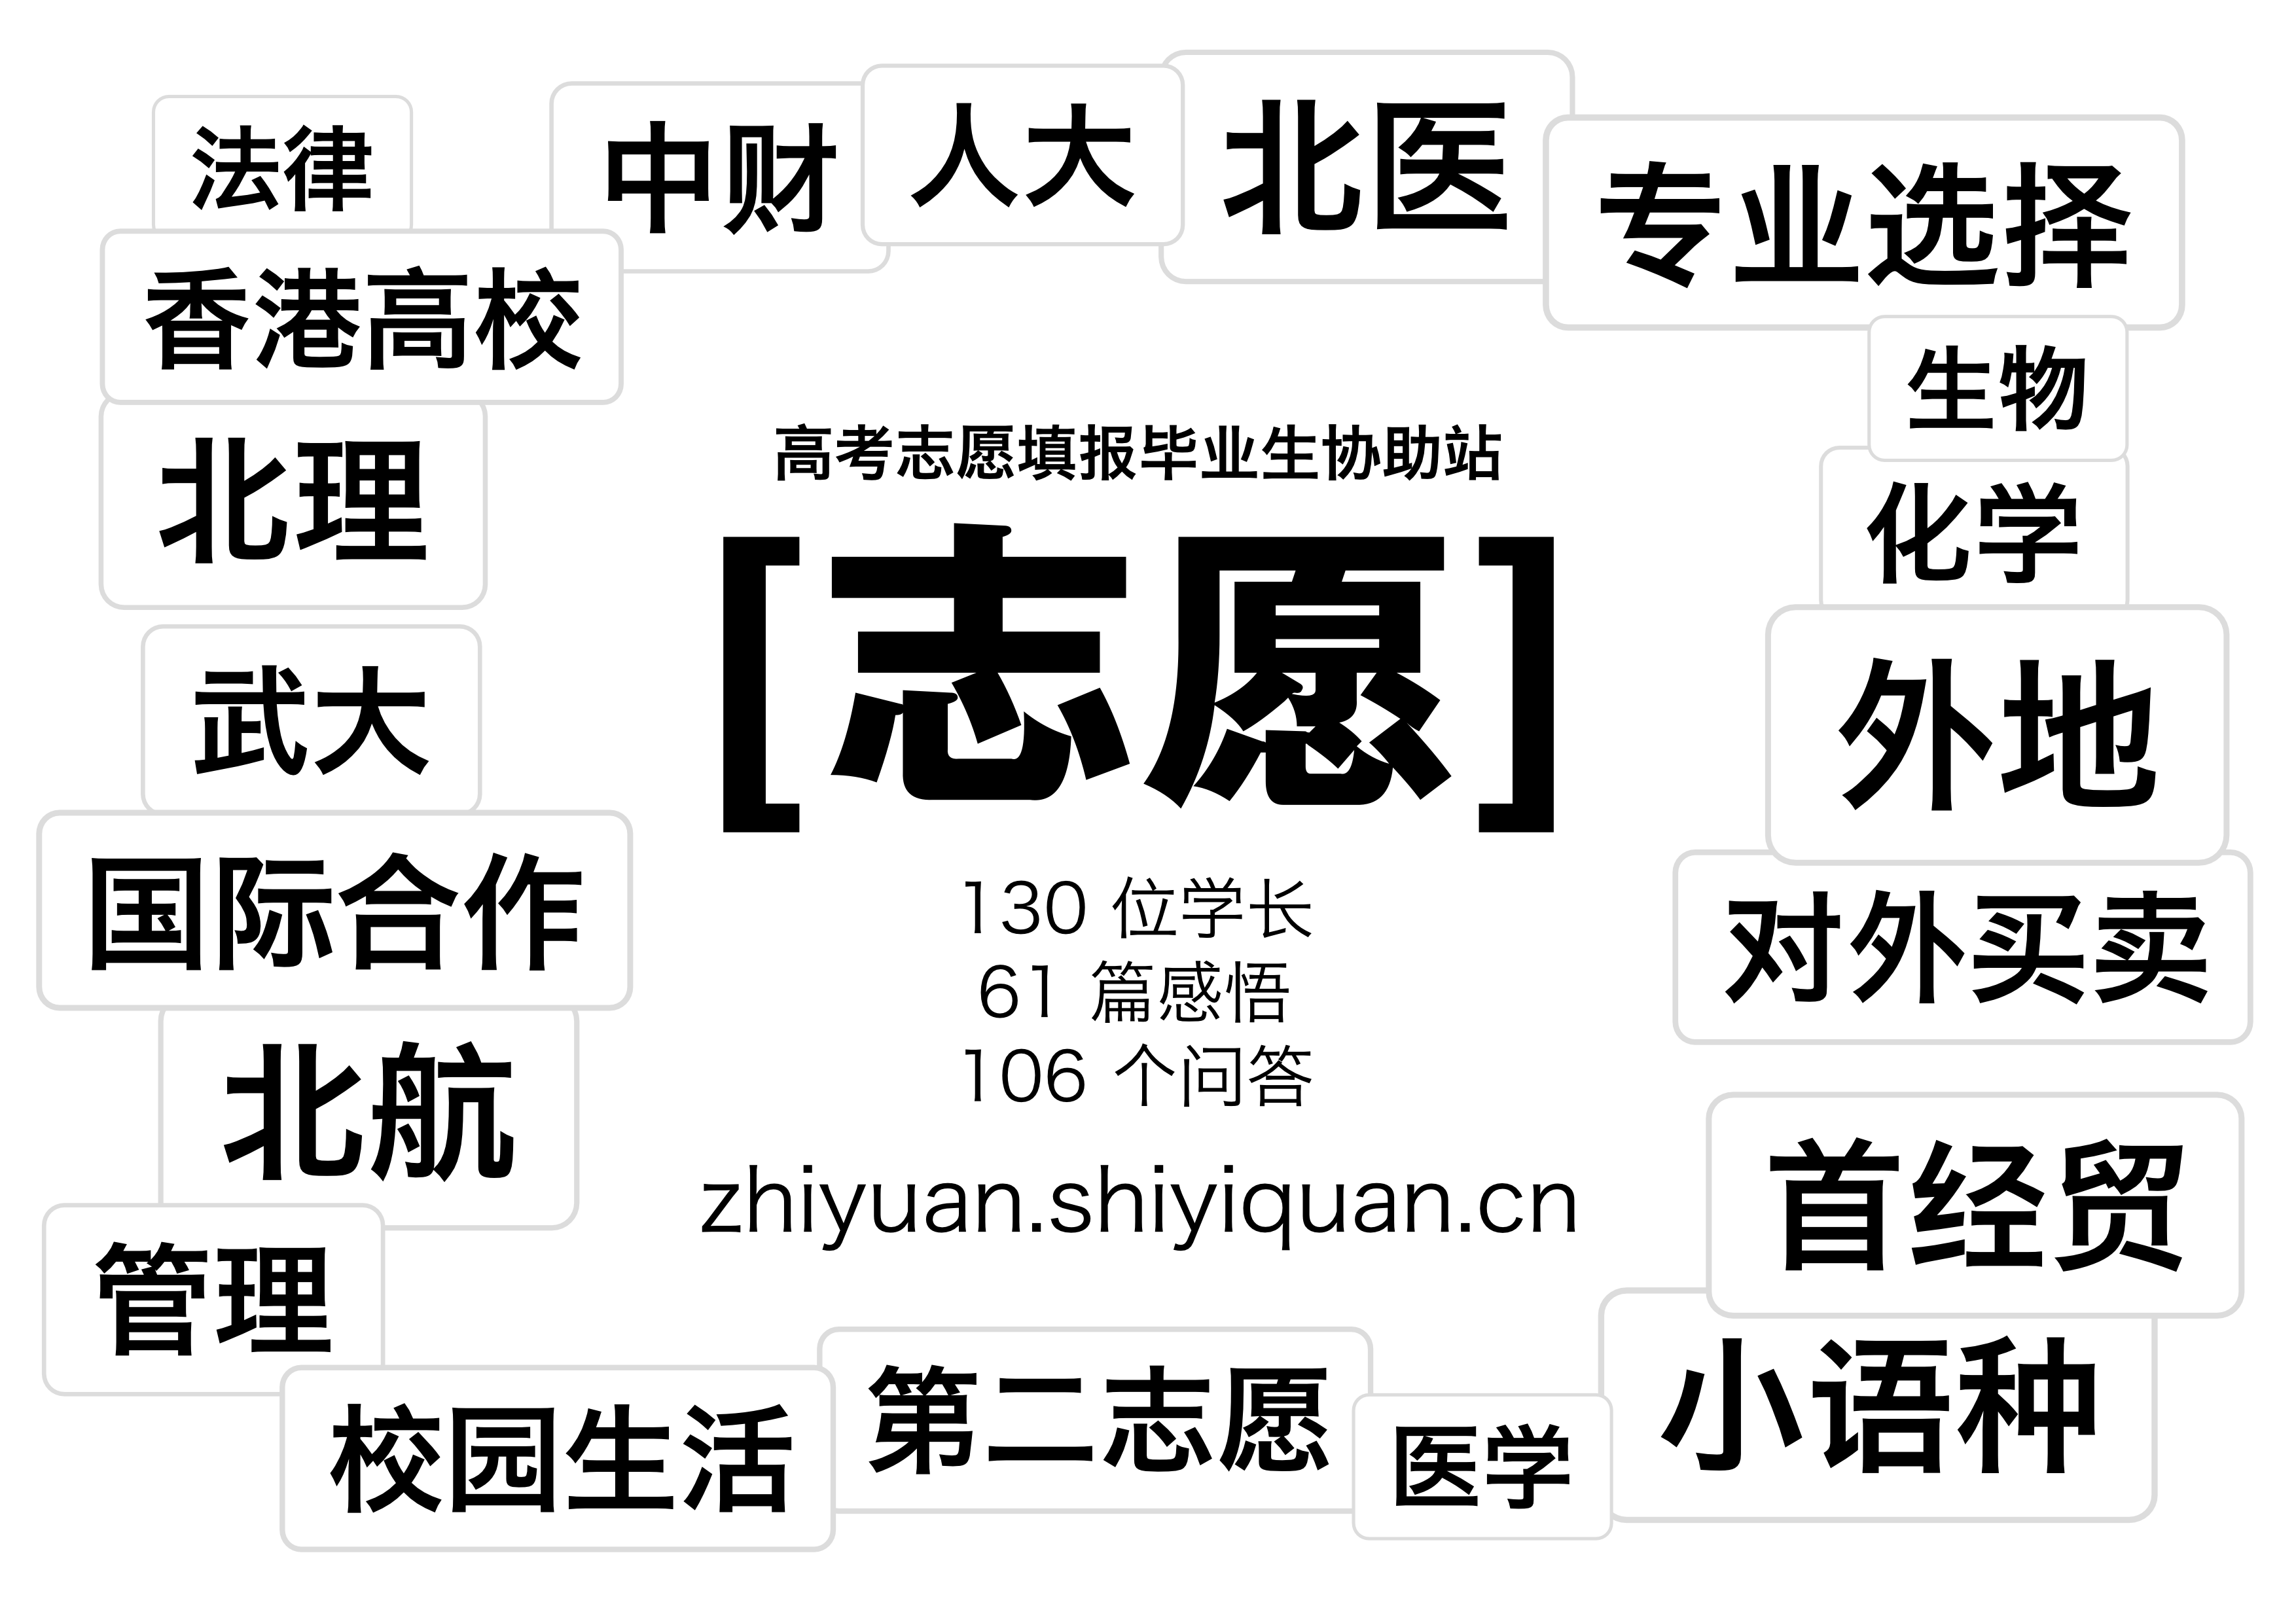 法律
中财
人大
北医
专业选择
香港高校
生物
高考志愿填报毕业生协助站
北理
化学
[志愿]
武大
外地
国际合作
130 位学长
对外买卖
61 篇感悟
106 个问答
北航
首经贸
zhiyuan.shiyiquan.cn
管理
小语种
校园生活
第二志愿
医学